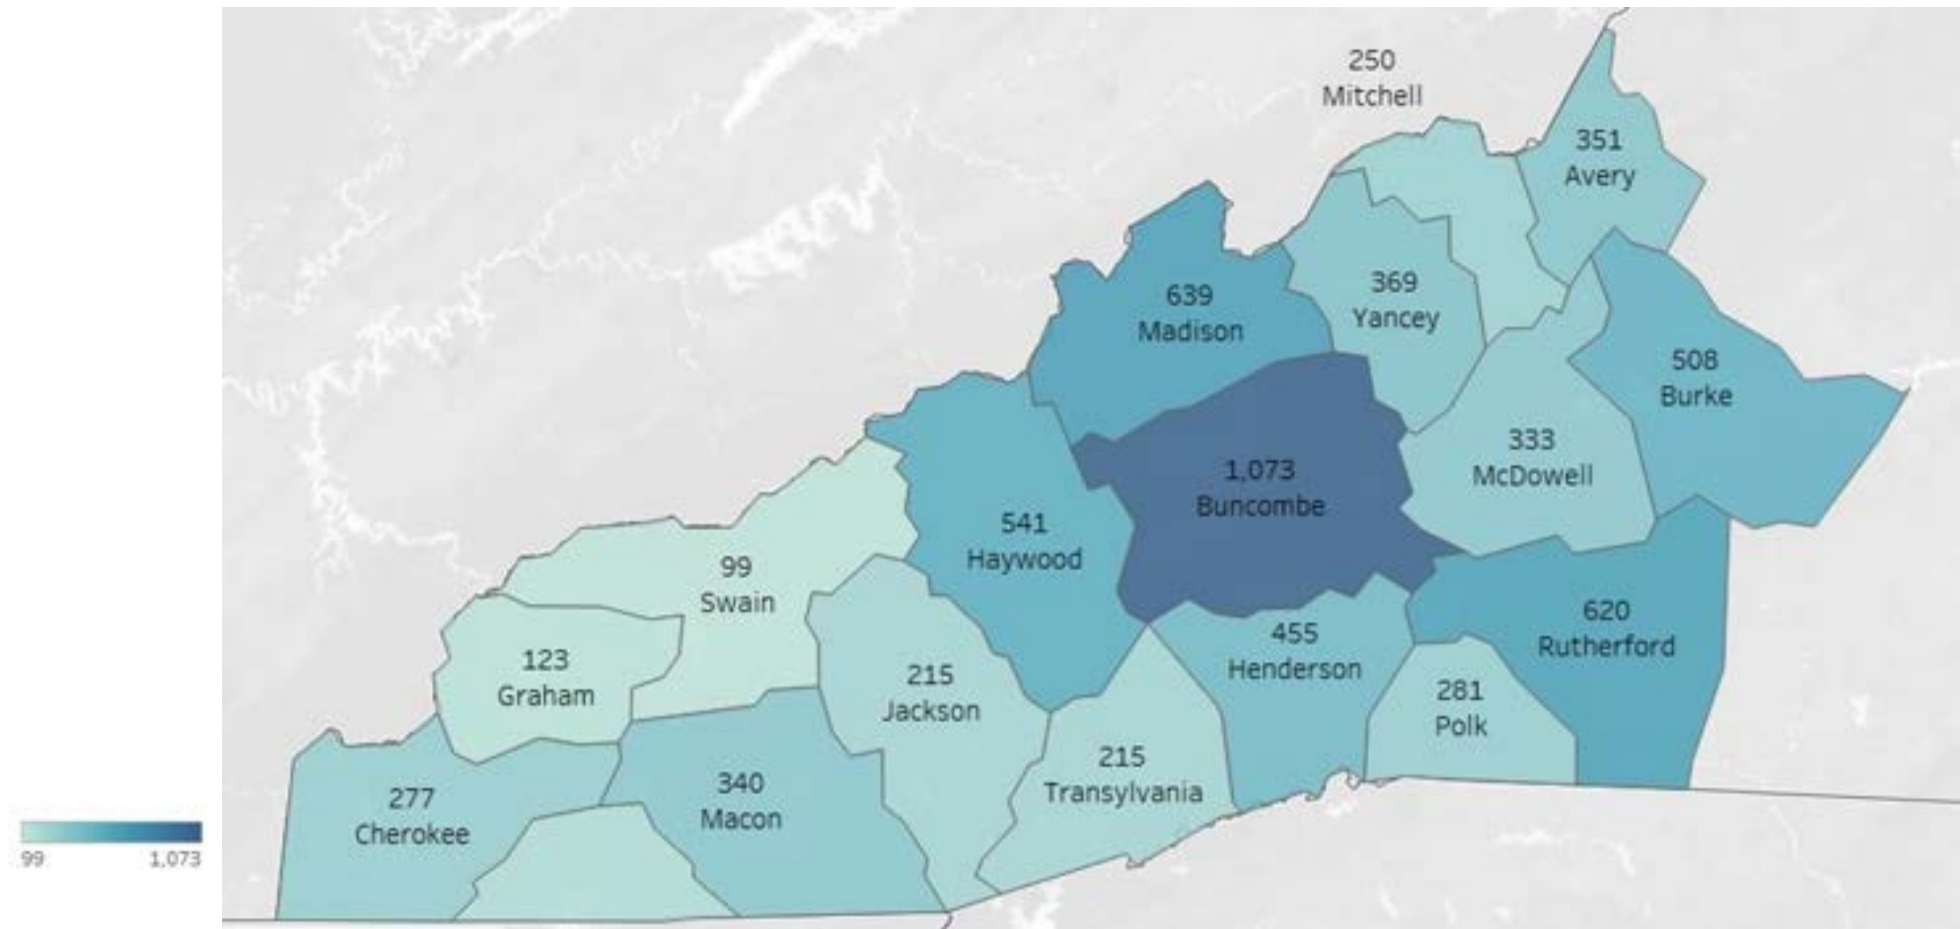 250
Mitchell
351
Avery
639
Madison
369
Yancey
508
Burke
333
McDowell
1,073
Buncombe
541
Haywood
99
Swain
620
Rutherford
455
Henderson
123
Graham
215
Jackson
281
Polk
215
Transylvania
340
Macon
277
Cherokee
99 1,073